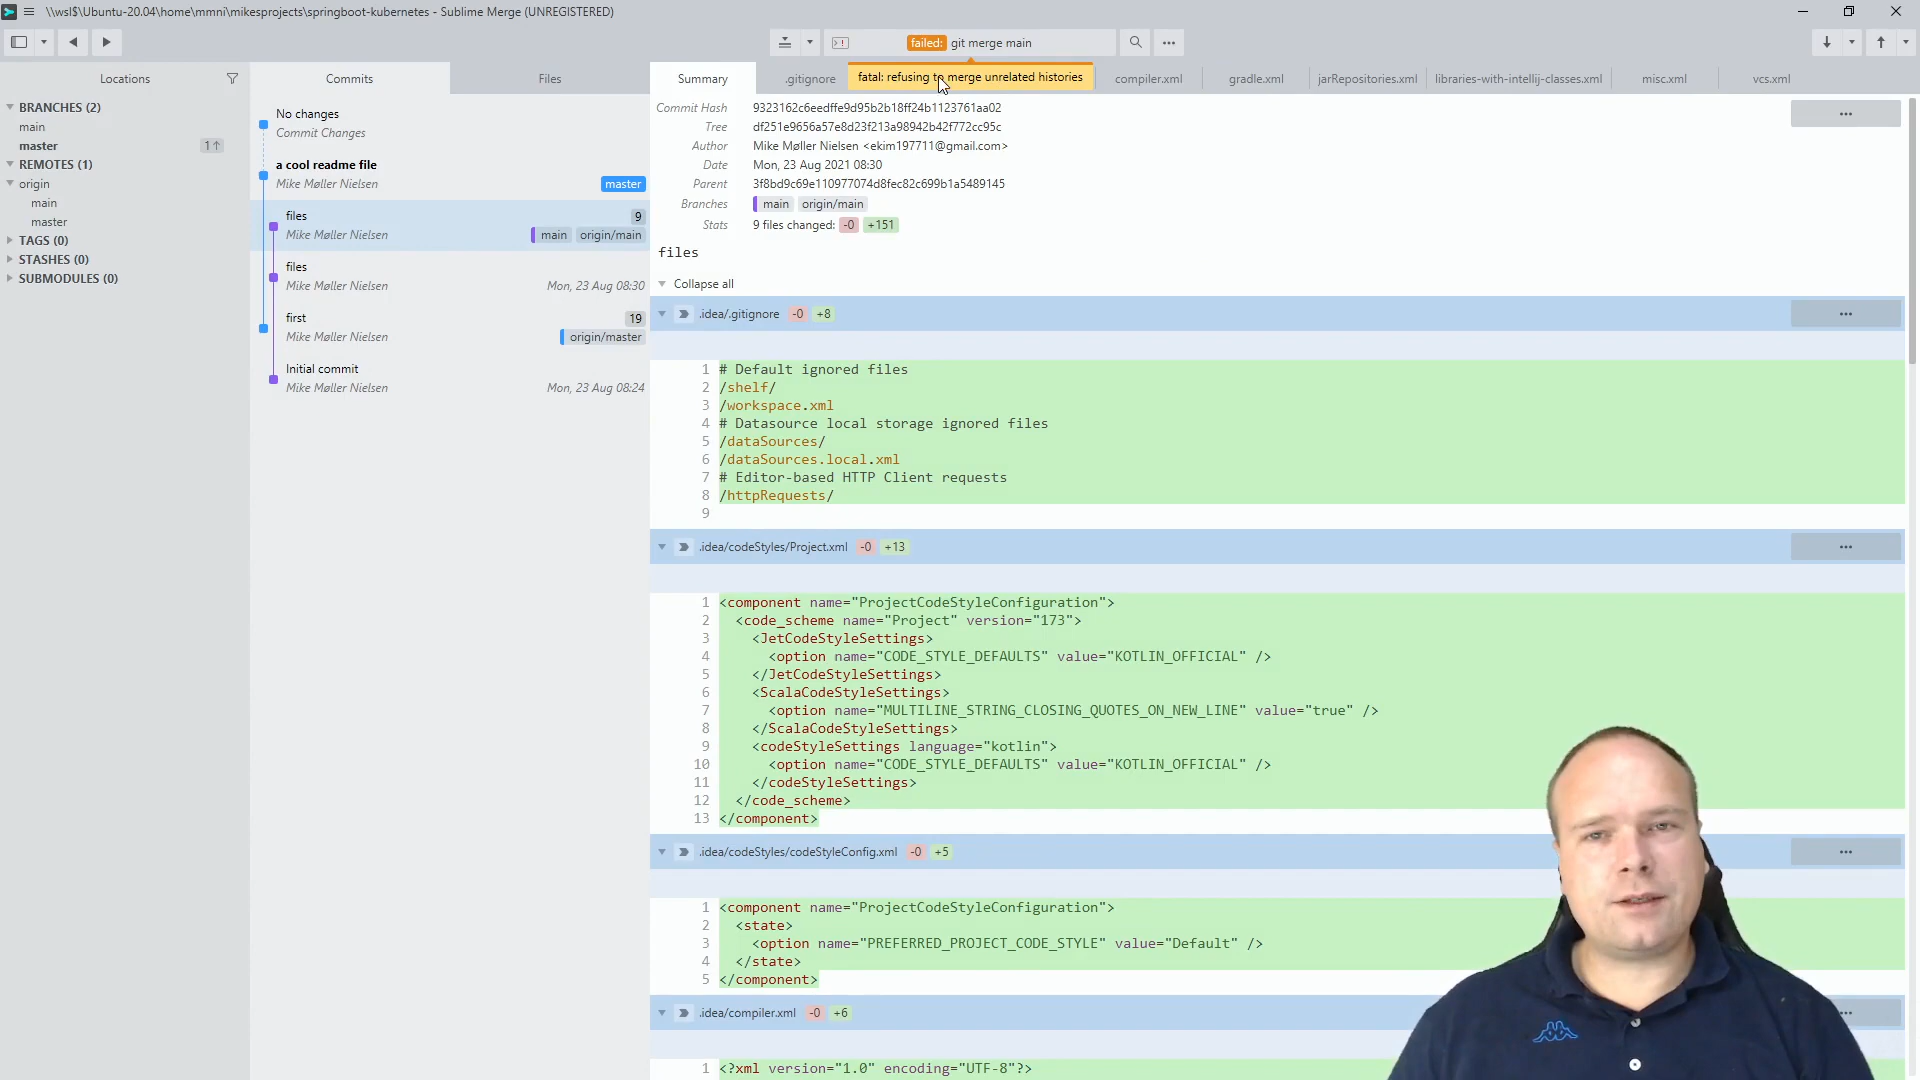 \\wsl$\Ubuntu-20.04\home\mmni\mikesprojects\springboot-kubernetes - Sublime Merge (UNREGISTERED)
failed: git merge main
Locations
Commits
Files
Summary
.gitignore
fatal: refusing to merge unrelated histories
compiler.xml
gradle.xml
jarRepositories.xml
libraries-with-intellij-classes.xml
misc.xml
vcs.xml
BRANCHES (2)
main
master 1↑
REMOTES (1)
origin
main
master
TAGS (0)
STASHES (0)
SUBMODULES (0)
No changes
Commit Changes
a cool readme file
Mike Møller Nielsen master
files 9
Mike Møller Nielsen main origin/main
files
Mike Møller Nielsen Mon, 23 Aug 08:30
first 19
Mike Møller Nielsen origin/master
Initial commit
Mike Møller Nielsen Mon, 23 Aug 08:24
Commit Hash 9323162c6eedffe9d95b2b18ff24b1123761aa02
Tree df251e9656a57e8d23f213a98942b42f772cc95c
Author Mike Møller Nielsen <ekim197711@gmail.com>
Date Mon, 23 Aug 2021 08:30
Parent 3f8bd9c69e110977074d8fec82c699b1a5489145
Branches main origin/main
Stats 9 files changed: -0 +151
files
Collapse all
.idea/.gitignore -0 +8
1 # Default ignored files
2 /shelf/
3 /workspace.xml
4 # Datasource local storage ignored files
5 /dataSources/
6 /dataSources.local.xml
7 # Editor-based HTTP Client requests
8 /httpRequests/
9
.idea/codeStyles/Project.xml -0 +13
1 <component name="ProjectCodeStyleConfiguration">
2 <code_scheme name="Project" version="173">
3 <JetCodeStyleSettings>
4 <option name="CODE_STYLE_DEFAULTS" value="KOTLIN_OFFICIAL" />
5 </JetCodeStyleSettings>
6 <ScalaCodeStyleSettings>
7 <option name="MULTILINE_STRING_CLOSING_QUOTES_ON_NEW_LINE" value="true" />
8 </ScalaCodeStyleSettings>
9 <codeStyleSettings language="kotlin">
10 <option name="CODE_STYLE_DEFAULTS" value="KOTLIN_OFFICIAL" />
11 </codeStyleSettings>
12 </code_scheme>
13 </component>
.idea/codeStyles/codeStyleConfig.xml -0 +5
1 <component name="ProjectCodeStyleConfiguration">
2 <state>
3 <option name="PREFERRED_PROJECT_CODE_STYLE" value="Default" />
4 </state>
5 </component>
.idea/compiler.xml -0 +6
1 <?xml version="1.0" encoding="UTF-8"?>